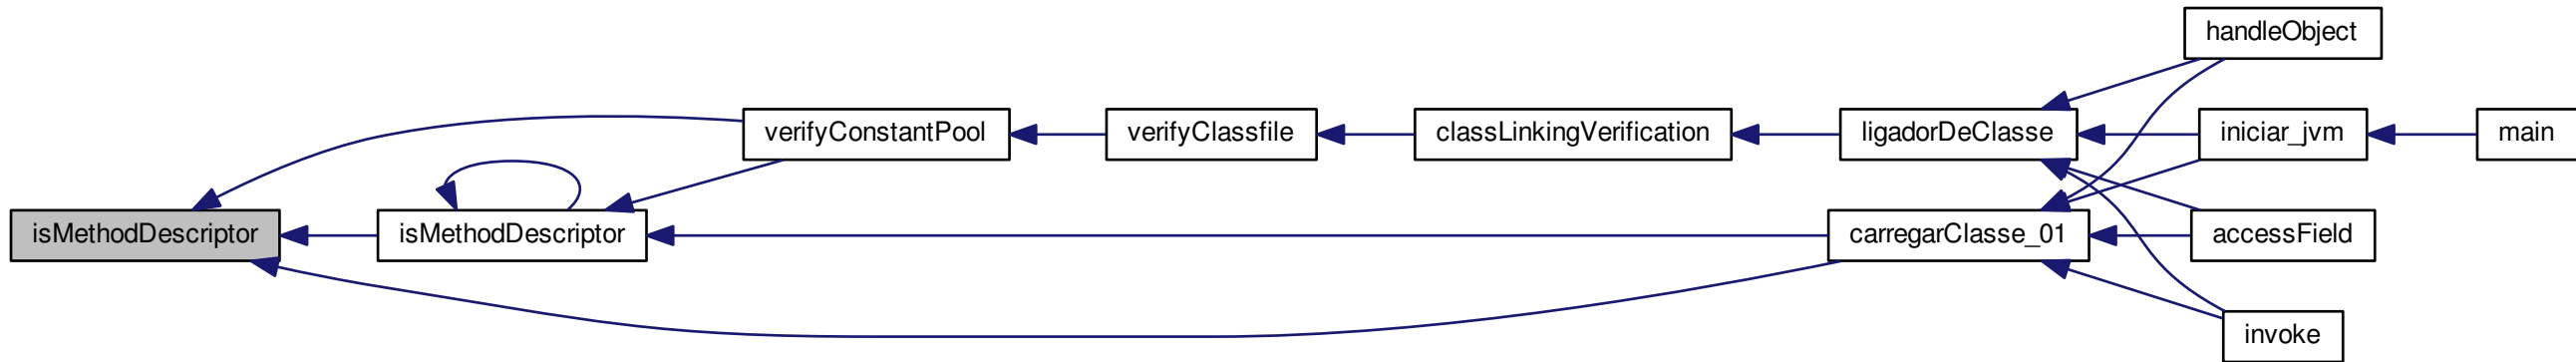 handleObject
verifyConstantPool
verifyClassfile
classLinkingVerification
ligadorDeClasse
iniciar_jvm
main
isMethodDescriptor
isMethodDescriptor
carregarClasse_01
accessField
invoke